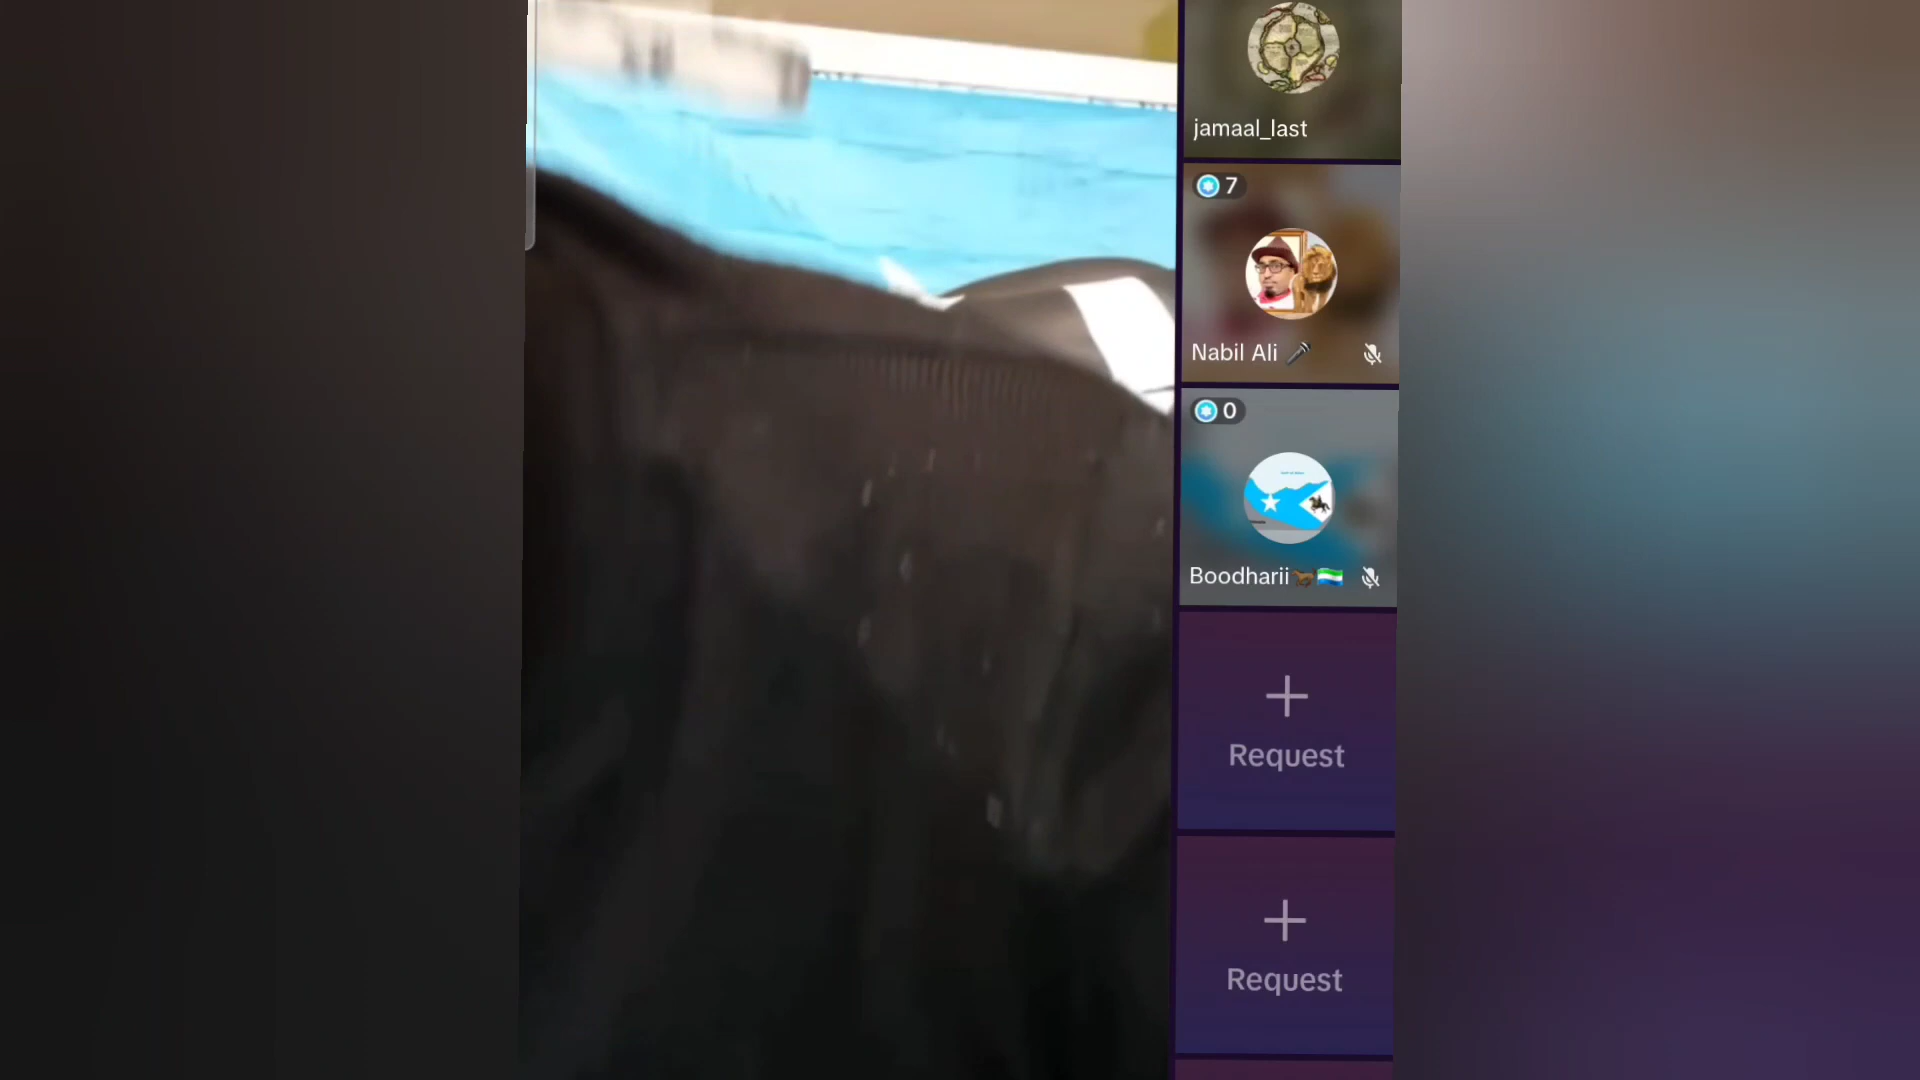 jamaal_last
7
Nabil Ali 🎤
0
Boodharii🐎🇸🇱
Request
Request